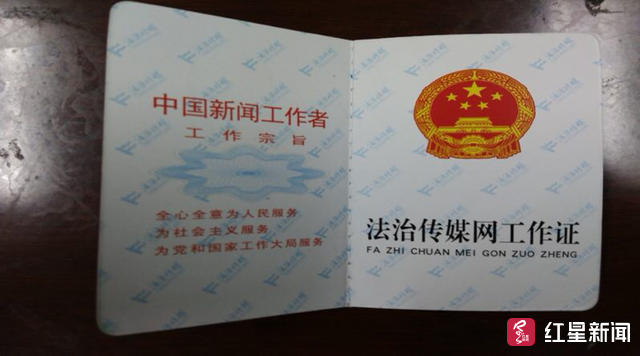 中国新闻工作者
工作宗旨
全心全意为人民服务
为社会主义服务
为党和国家工作大局服务
法治传媒网工作证
FA ZHI CHUAN MEI GON ZUO ZHENG
红星新闻